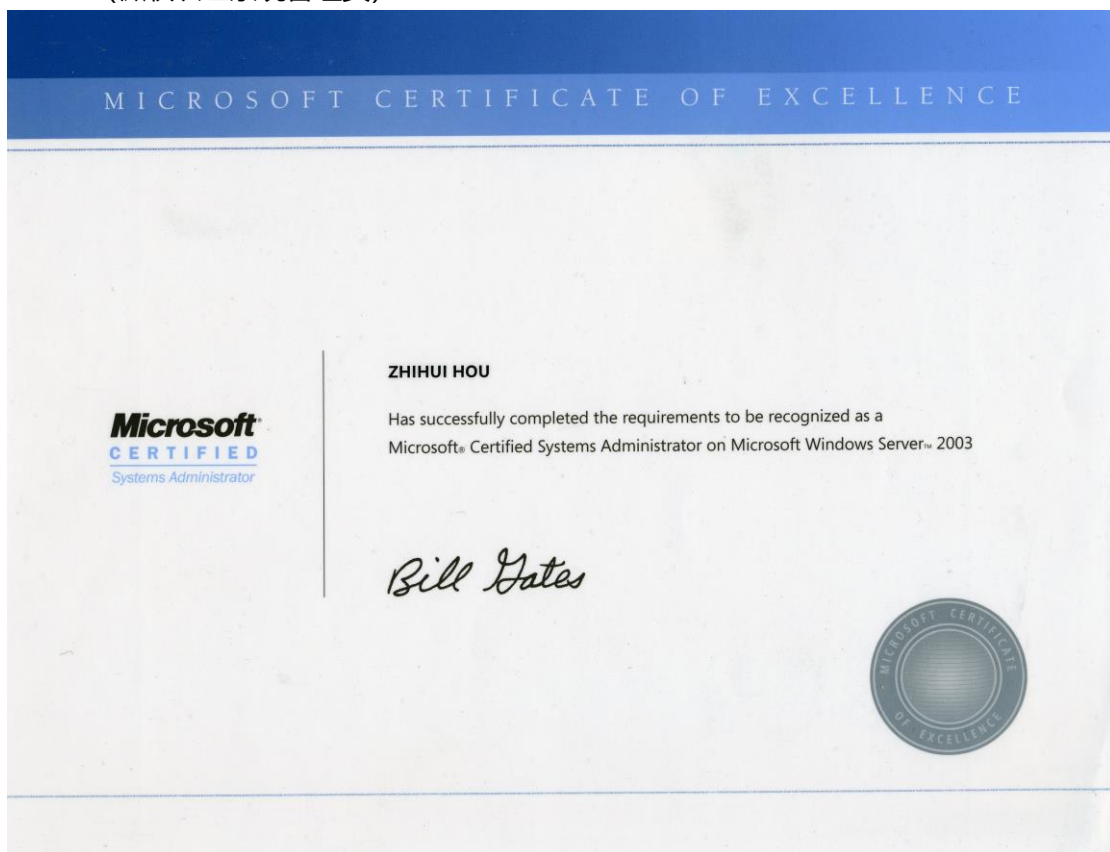 MICROSOFT CERTIFICATE OF EXCELLENCE
ZHIHUI HOU
Has successfully completed the requirements to be recognized as a
Microsoft® Certified Systems Administrator on Microsoft Windows Server™ 2003
Microsoft®
CERTIFIED
Systems Administrator
Bill Gates
MICROSOFT CERTIFICATE
OF EXCELLENCE